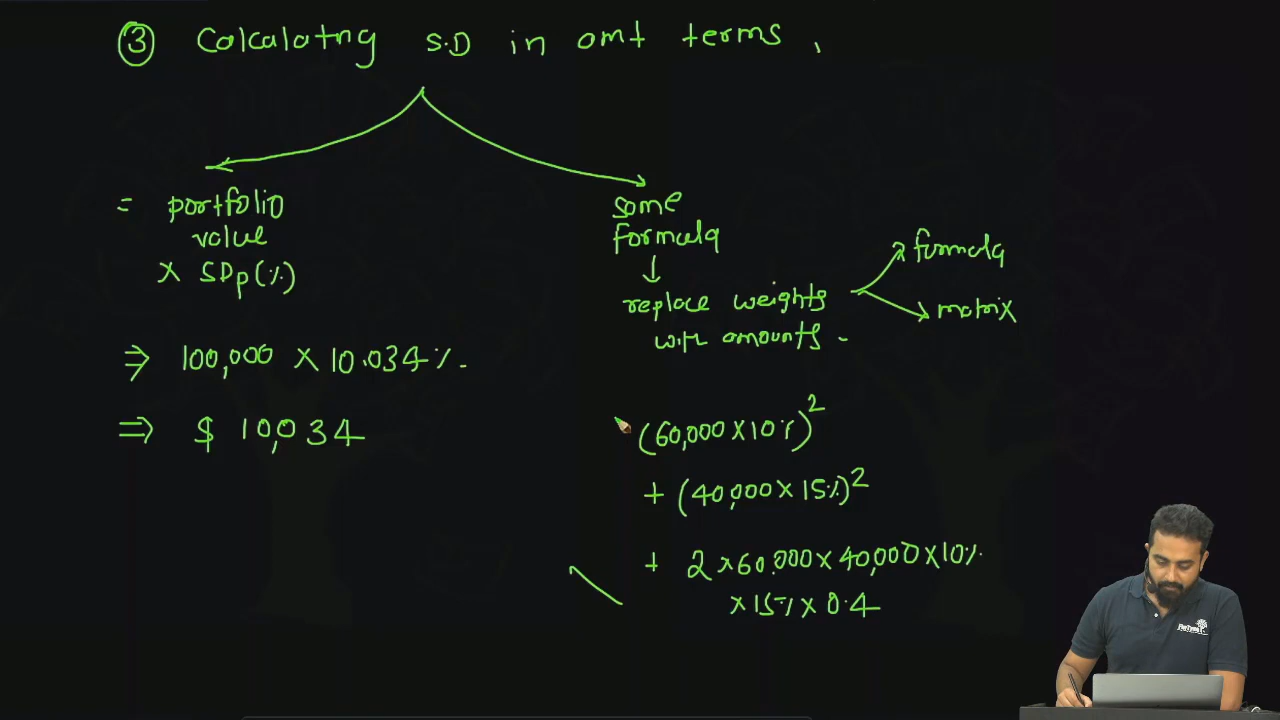 ③ Calculating S.D in amt terms,
= portfolio
value
× SDp(%)
⇒ 100,000 × 10.034%.
⇒ $ 10,034
same
formula
↓
replace weights
with amounts.
formula
matrix
(60,000×10%)²
+ (40,000×15%)²
+ 2×60,000×40,000×10%
×15%×0.4